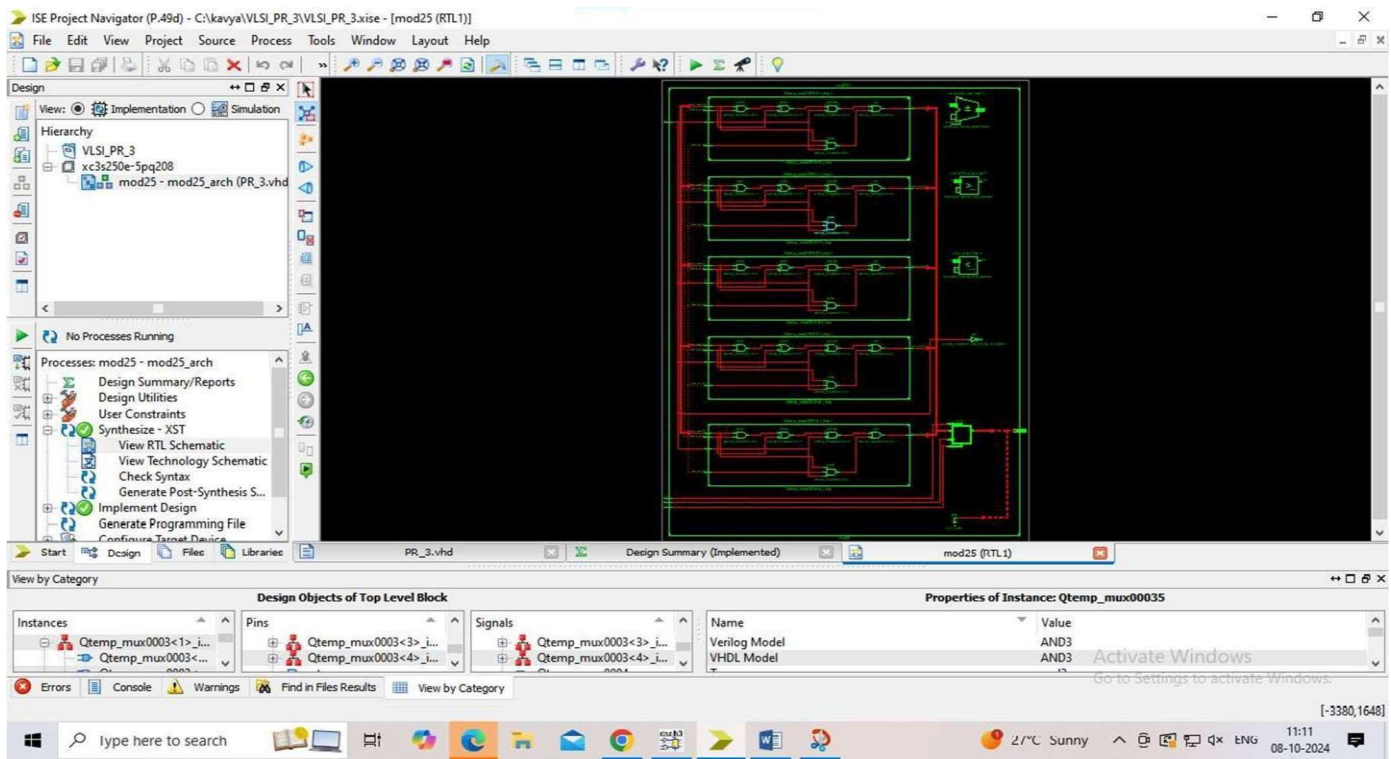 ISE Project Navigator (P.49d) - C:\kavya\VLSI_PR_3\VLSI_PR_3.xise - [mod25 (RTL1)]
File Edit View Project Source Process Tools Window Layout Help
Design
View: Implementation Simulation
Hierarchy
VLSI_PR_3
xc3s250e-5pq208
mod25 - mod25_arch (PR_3.vhd
No Processes Running
Processes: mod25 - mod25_arch
Design Summary/Reports
Design Utilities
User Constraints
Synthesize - XST
View RTL Schematic
View Technology Schematic
Check Syntax
Generate Post-Synthesis S...
Implement Design
Generate Programming File
Configure Target Device
Start Design Files Libraries PR_3.vhd Design Summary (Implemented) mod25 (RTL1)
View by Category
Design Objects of Top Level Block Properties of Instance: Qtemp_mux00035
Instances Pins Signals Name Value
Qtemp_mux0003<1>_i... Qtemp_mux0003<3>_i... Qtemp_mux0003<3>_i... Verilog Model AND3
Qtemp_mux0003<... Qtemp_mux0003<4>_i... Qtemp_mux0003<4>_i... VHDL Model AND3
Activate Windows
Go to Settings to activate Windows.
Errors Console Warnings Find in Files Results View by Category
[-3380,1648]
Type here to search 27°C Sunny ENG 11:11
08-10-2024